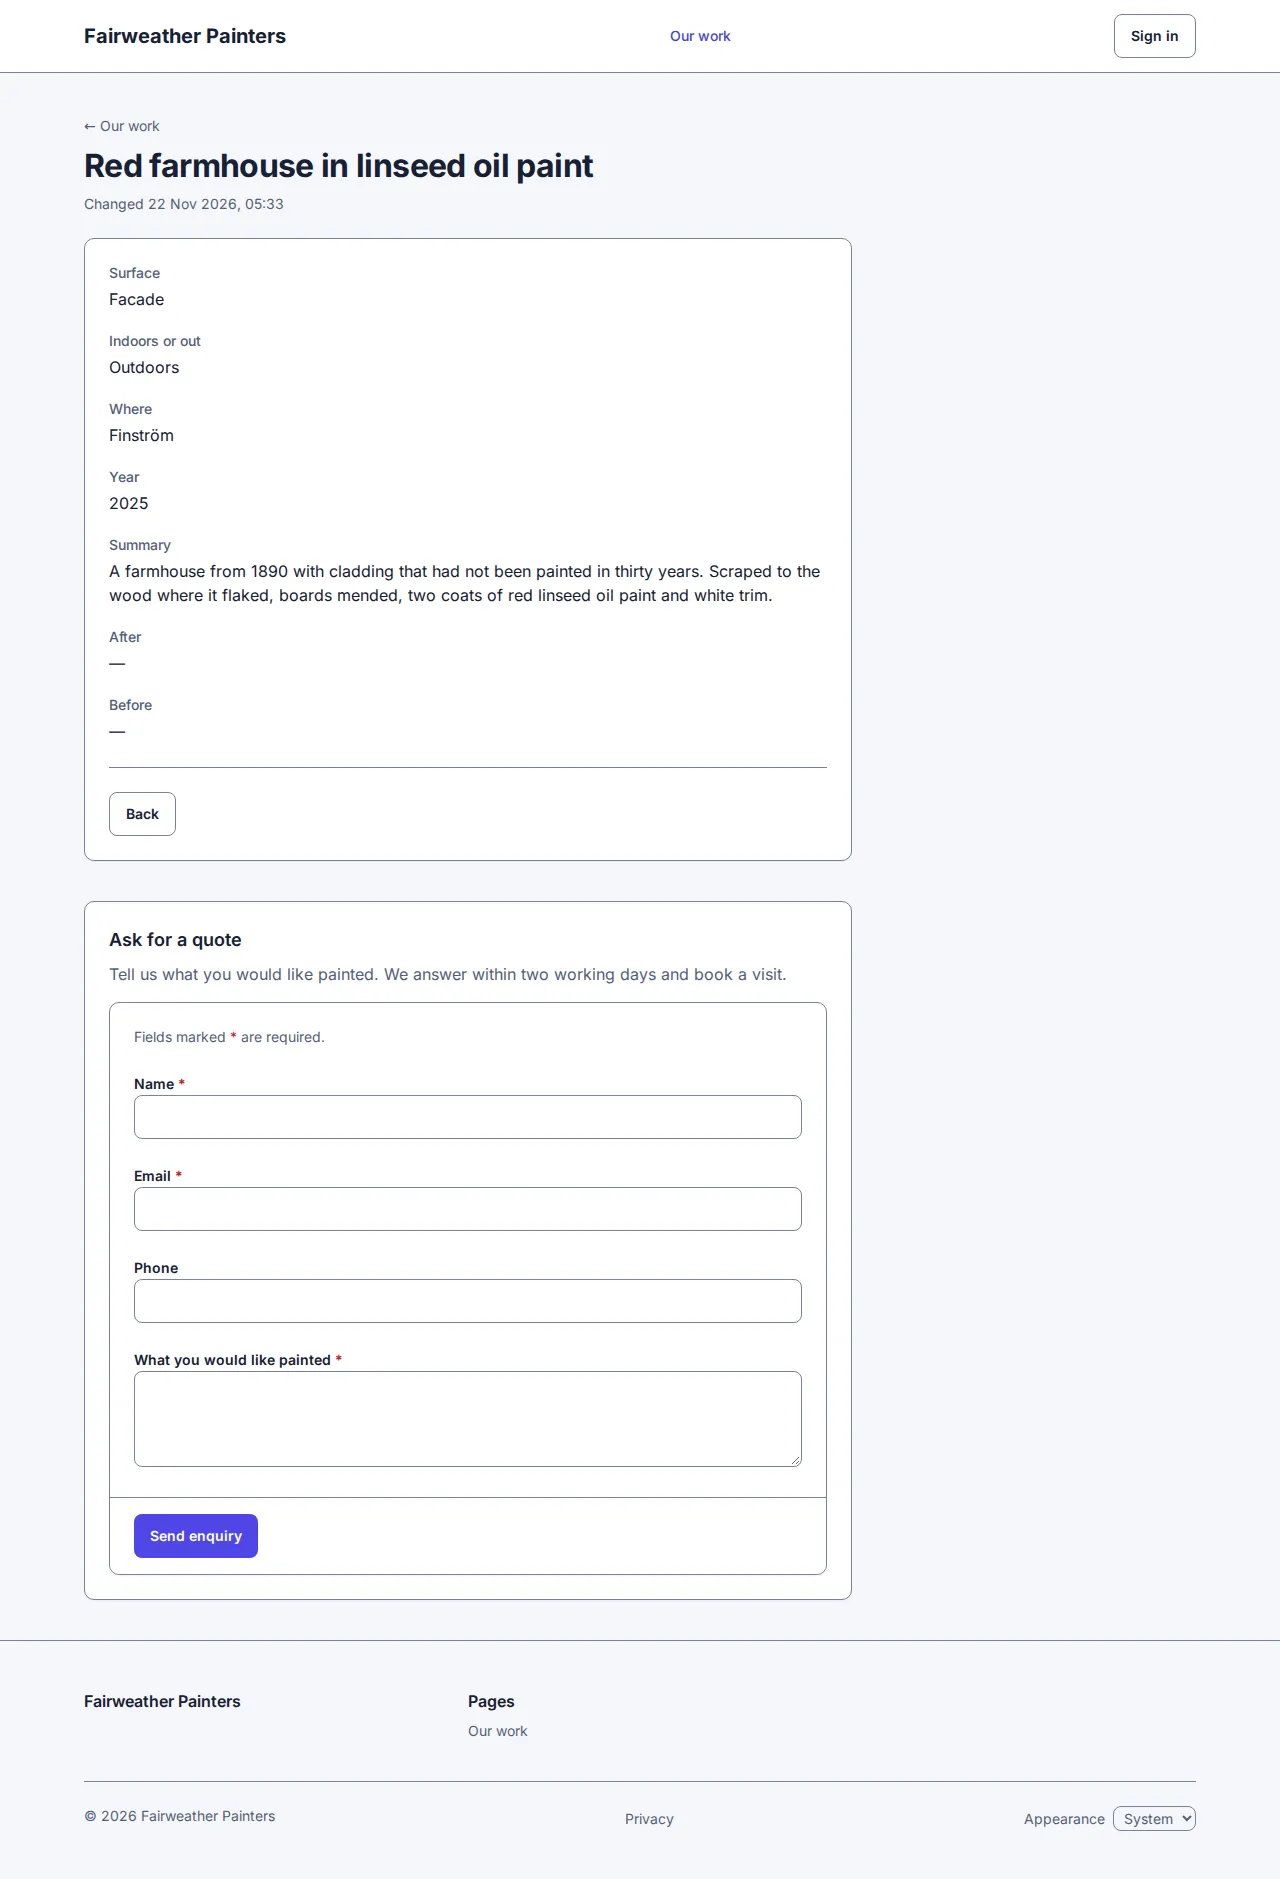 Fairweather Painters
Our work
Sign in
← Our work
Red farmhouse in linseed oil paint
Changed 22 Nov 2026, 05:33
Surface
Facade
Indoors or out
Outdoors
Where
Finström
Year
2025
Summary
A farmhouse from 1890 with cladding that had not been painted in thirty years. Scraped to the
wood where it flaked, boards mended, two coats of red linseed oil paint and white trim.
After
—
Before
—
Back
Ask for a quote
Tell us what you would like painted. We answer within two working days and book a visit.
Fields marked * are required.
Name *
Email *
Phone
What you would like painted *
Send enquiry
Fairweather Painters
Pages
Our work
© 2026 Fairweather Painters
Privacy
Appearance System